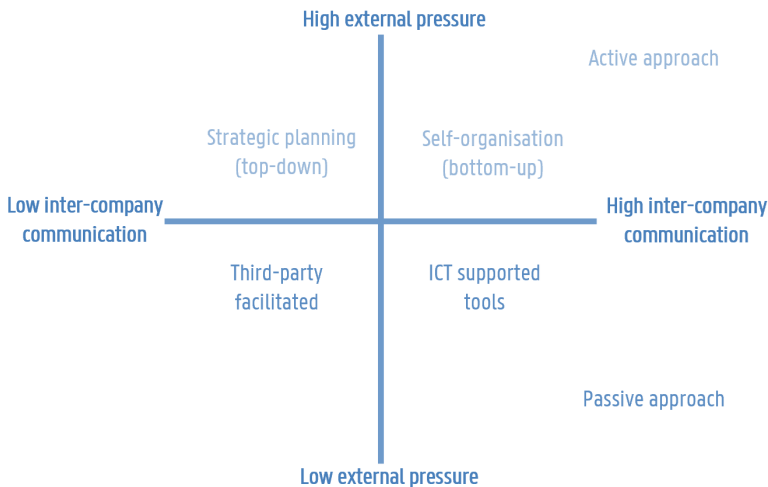 High external pressure
Active approach
Strategic planning
(top-down)
Self-organisation
(bottom-up)
Low inter-company
communication
High inter-company
communication
Third-party
facilitated
ICT supported
tools
Passive approach
Low external pressure